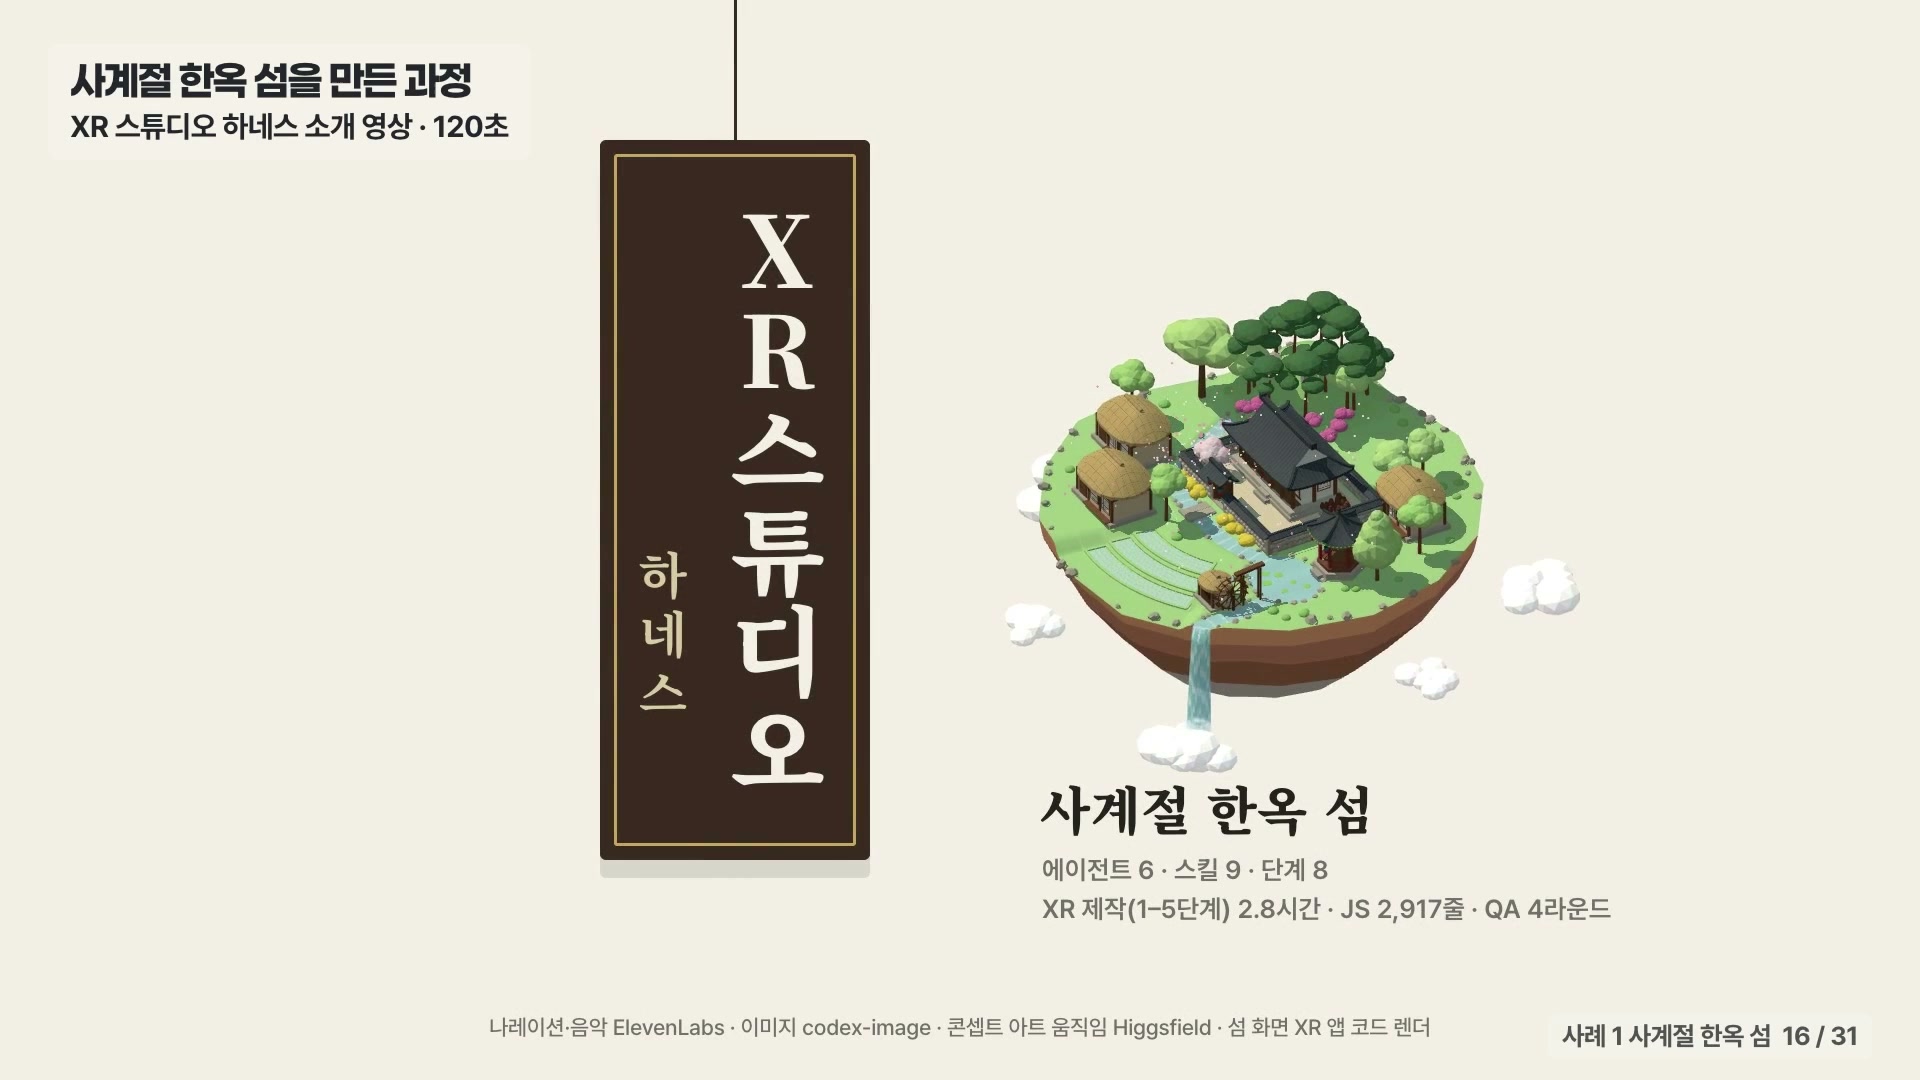 사계절 한옥 섬을 만든 과정
XR 스튜디오 하네스 소개 영상 · 120초
XR스튜디오
하네스
사계절 한옥 섬
에이전트 6 · 스킬 9 · 단계 8
XR 제작(1–5단계) 2.8시간 · JS 2,917줄 · QA 4라운드
나레이션·음악 ElevenLabs · 이미지 codex-image · 콘셉트 아트 움직임 Higgsfield · 섬 화면 XR 앱 코드 렌더
사례 1 사계절 한옥 섬 16 / 31